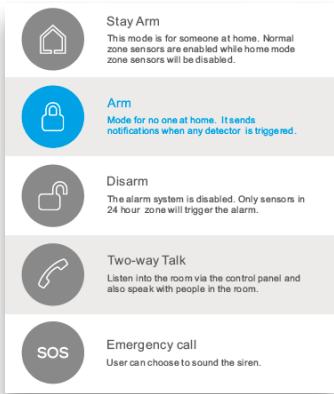 Stay Arm
This mode is for someone at home. Normal
zone sensors are enabled while home mode
zone sensors will be disabled.
Arm
Mode for no one at home. It sends
notifications when any detector is triggered.
Disarm
The alarm system is disabled. Only sensors in
24 hour zone will trigger the alarm.
Two-way Talk
Listen into the room via the control panel and
also speak with people in the room.
SOS
Emergency call
User can choose to sound the siren.